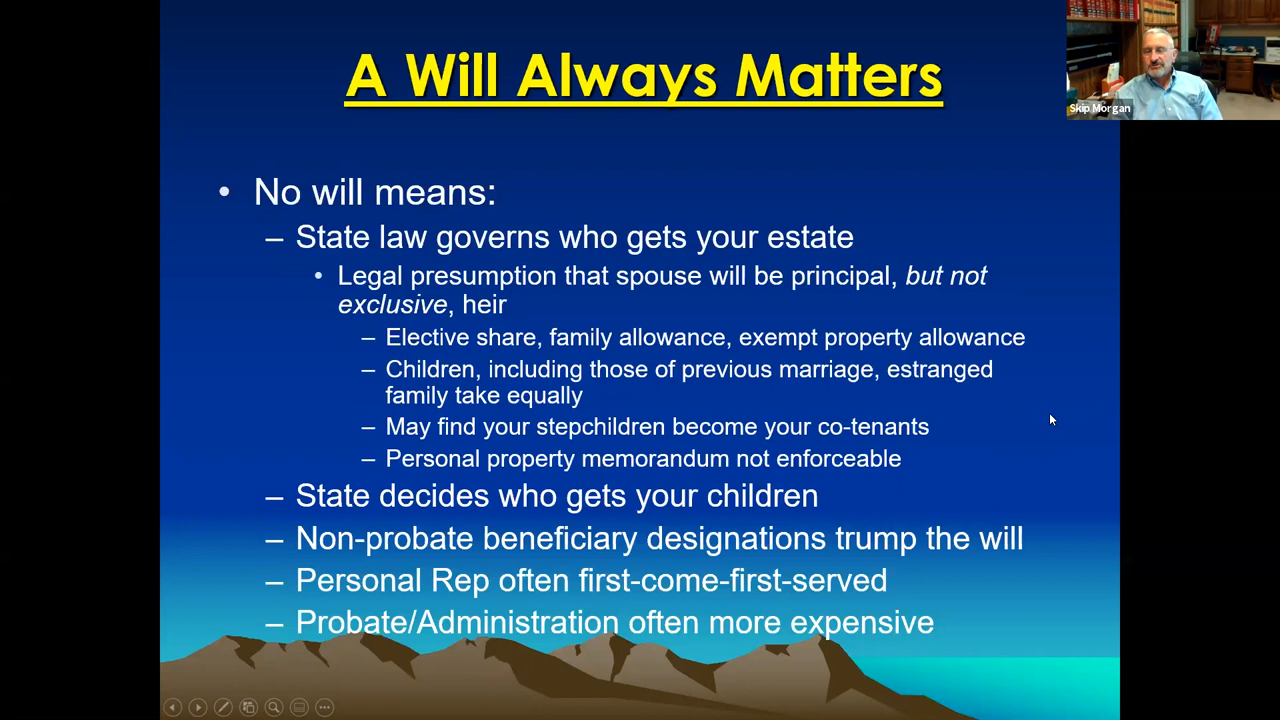 A Will Always Matters
Skip Morgan
• No will means:
– State law governs who gets your estate
• Legal presumption that spouse will be principal, but not
exclusive, heir
– Elective share, family allowance, exempt property allowance
– Children, including those of previous marriage, estranged
family take equally
– May find your stepchildren become your co-tenants
– Personal property memorandum not enforceable
– State decides who gets your children
– Non-probate beneficiary designations trump the will
– Personal Rep often first-come-first-served
– Probate/Administration often more expensive